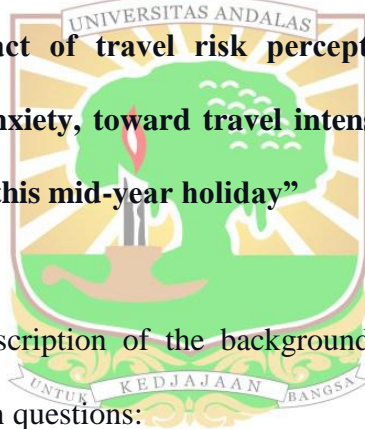 UNIVERSITAS ANDALAS
act of travel risk percept
nxiety, toward travel intens
this mid-year holiday”
scription of the background
n questions:
UNTUK KEDJAJAAN BANGSA